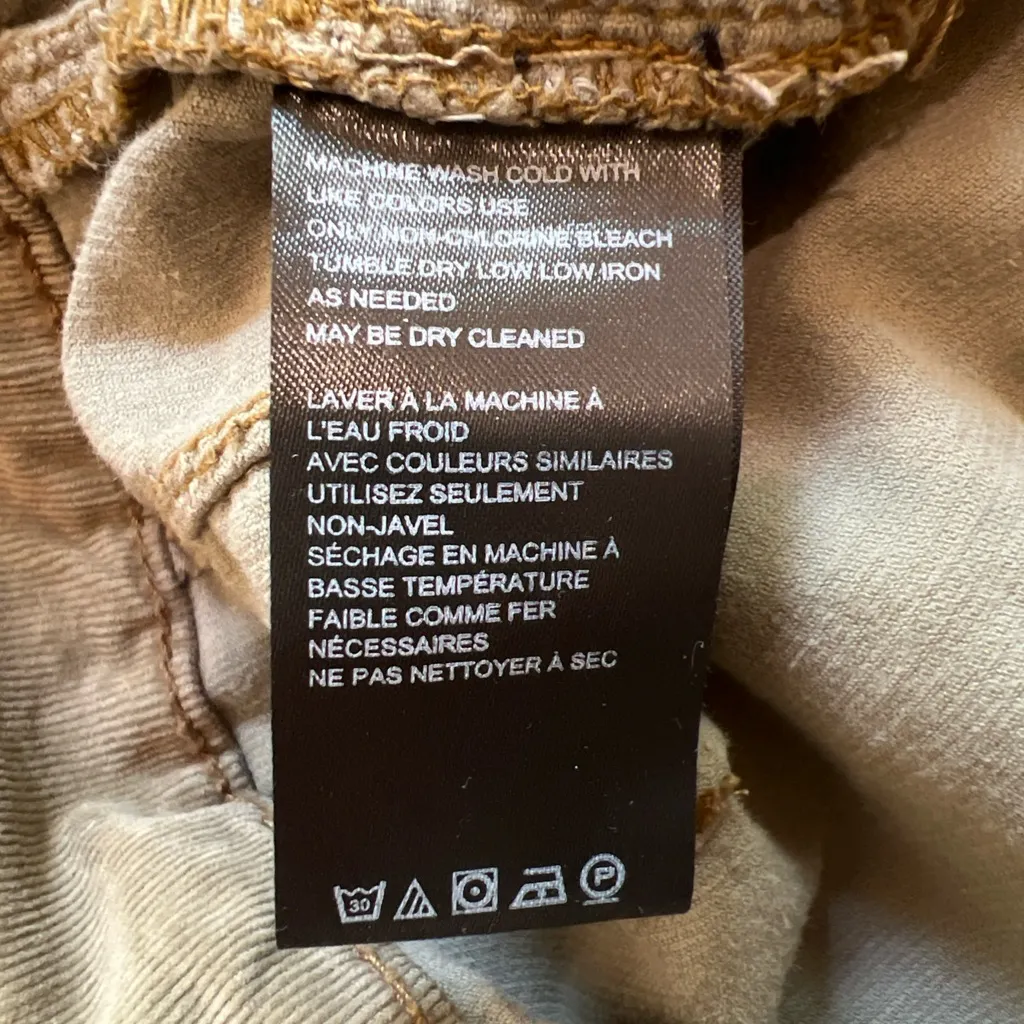 MACHINE WASH COLD WITH
LIKE COLORS USE
ONLY NON-CHLORINE BLEACH
TUMBLE DRY LOW LOW IRON
AS NEEDED
MAY BE DRY CLEANED
LAVER À LA MACHINE À
L'EAU FROID
AVEC COULEURS SIMILAIRES
UTILISEZ SEULEMENT
NON-JAVEL
SÉCHAGE EN MACHINE À
BASSE TEMPÉRATURE
FAIBLE COMME FER
NÉCESSAIRES
NE PAS NETTOYER À SEC
30 P